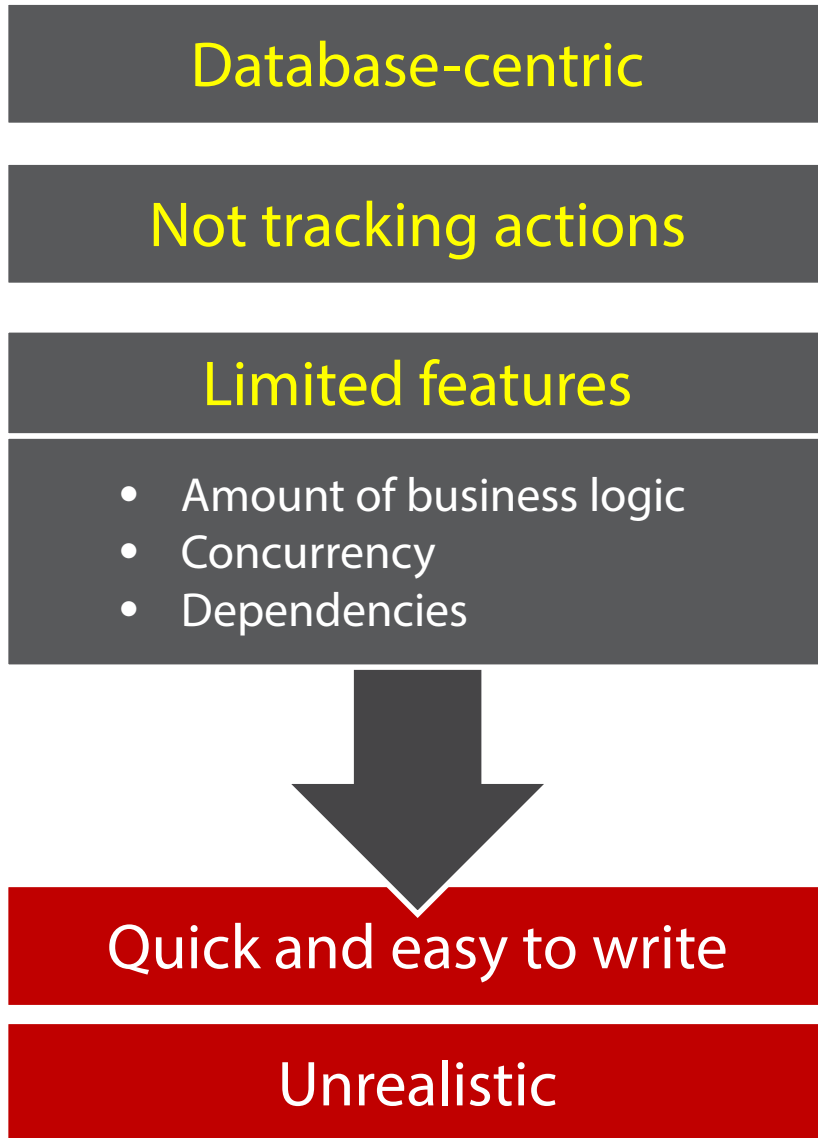 Database-centric
Not tracking actions
Limited features
• Amount of business logic
• Concurrency
• Dependencies
Quick and easy to write
Unrealistic